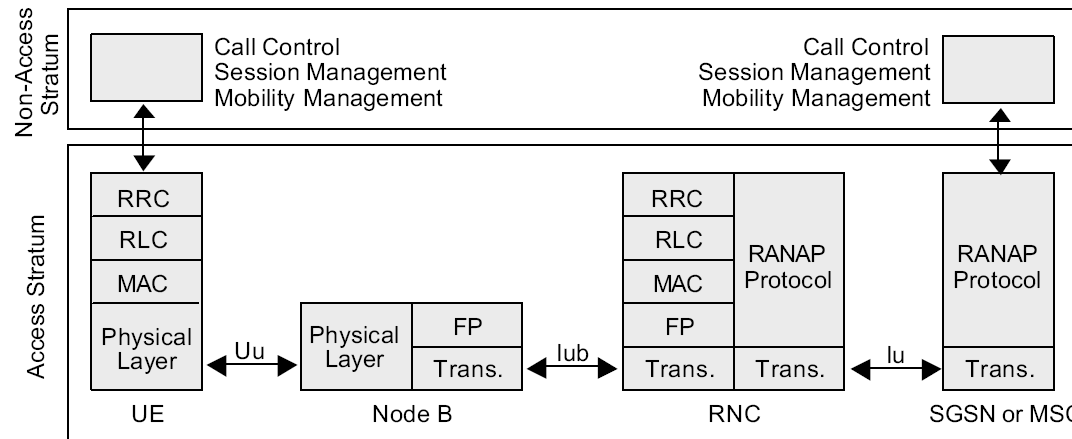 Non-Access
Stratum
Call Control
Session Management
Mobility Management
Call Control
Session Management
Mobility Management
Access Stratum
RRC
RLC
MAC
Physical
Layer
Uu
Physical
Layer
FP
Trans.
Iub
RRC
RLC
MAC
FP
Trans.
RANAP
Protocol
Trans.
Iu
RANAP
Protocol
Trans.
UE
Node B
RNC
SGSN or MSC